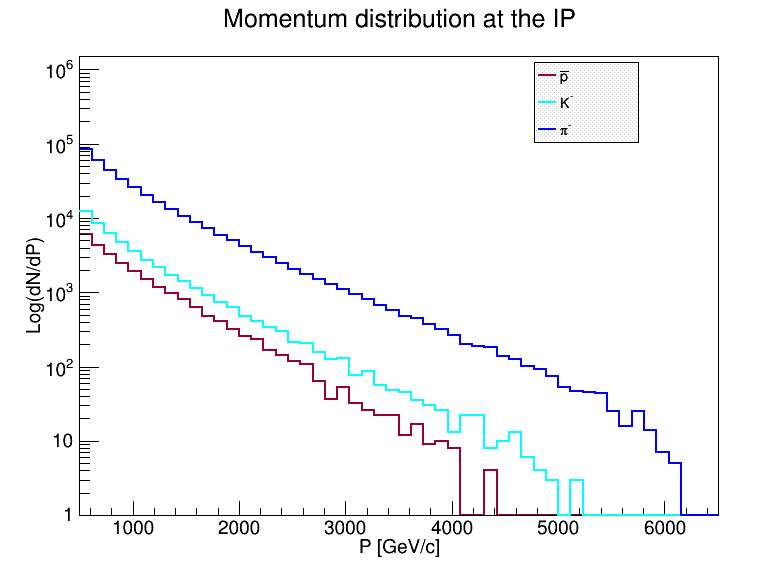 Momentum distribution at the IP
10⁶
10⁵
10⁴
10³
10²
10
1
Log(dN/dP)
p̅
K⁻
π⁻
1000 2000 3000 4000 5000 6000
P [GeV/c]